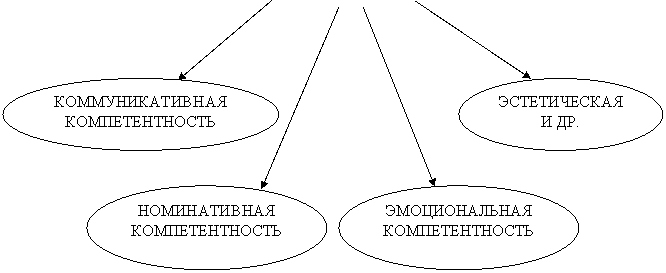 КОММУНИКАТИВНАЯ
КОМПЕТЕНТНОСТЬ
ЭСТЕТИЧЕСКАЯ
И ДР.
НОМИНАТИВНАЯ
КОМПЕТЕНТНОСТЬ
ЭМОЦИОНАЛЬНАЯ
КОМПЕТЕНТНОСТЬ